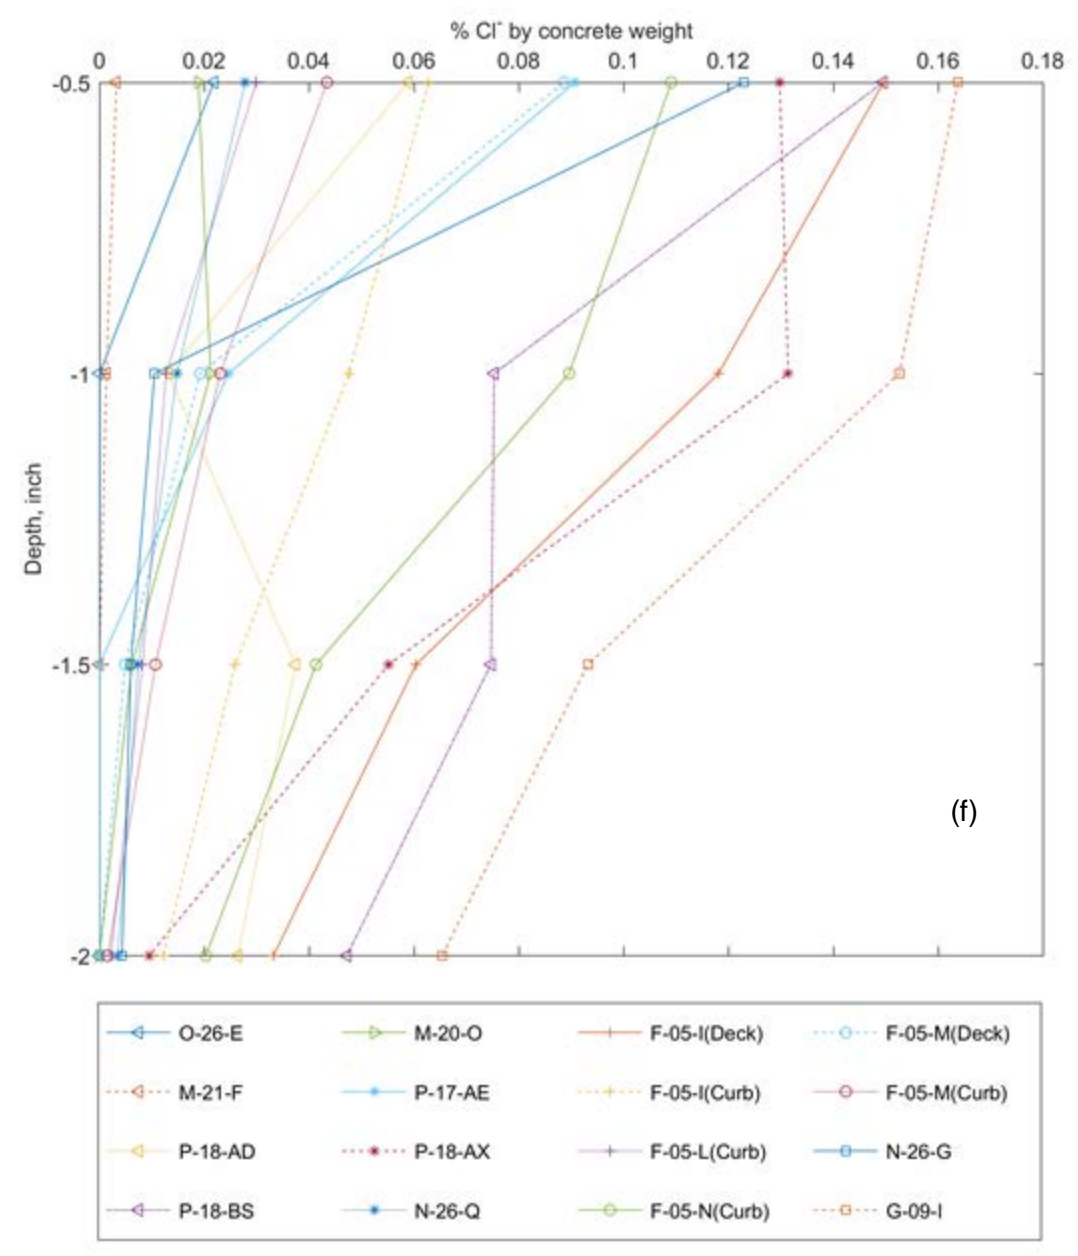 % Cl⁻ by concrete weight
0 0.02 0.04 0.06 0.08 0.1 0.12 0.14 0.16 0.18
-0.5
-1
Depth, inch
-1.5
(f)
-2
O-26-E M-20-O F-05-I(Deck) F-05-M(Deck)
M-21-F P-17-AE F-05-I(Curb) F-05-M(Curb)
P-18-AD P-18-AX F-05-L(Curb) N-26-G
P-18-BS N-26-Q F-05-N(Curb) G-09-I